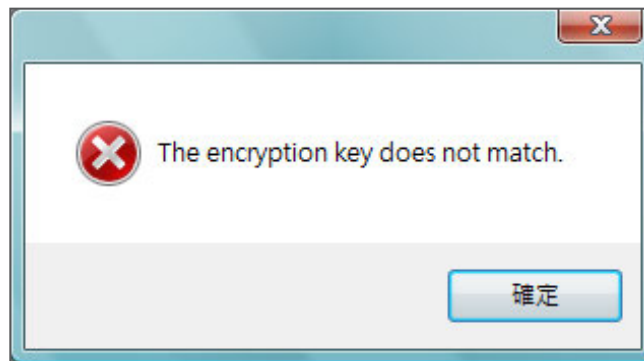 The encryption key does not match.
確定